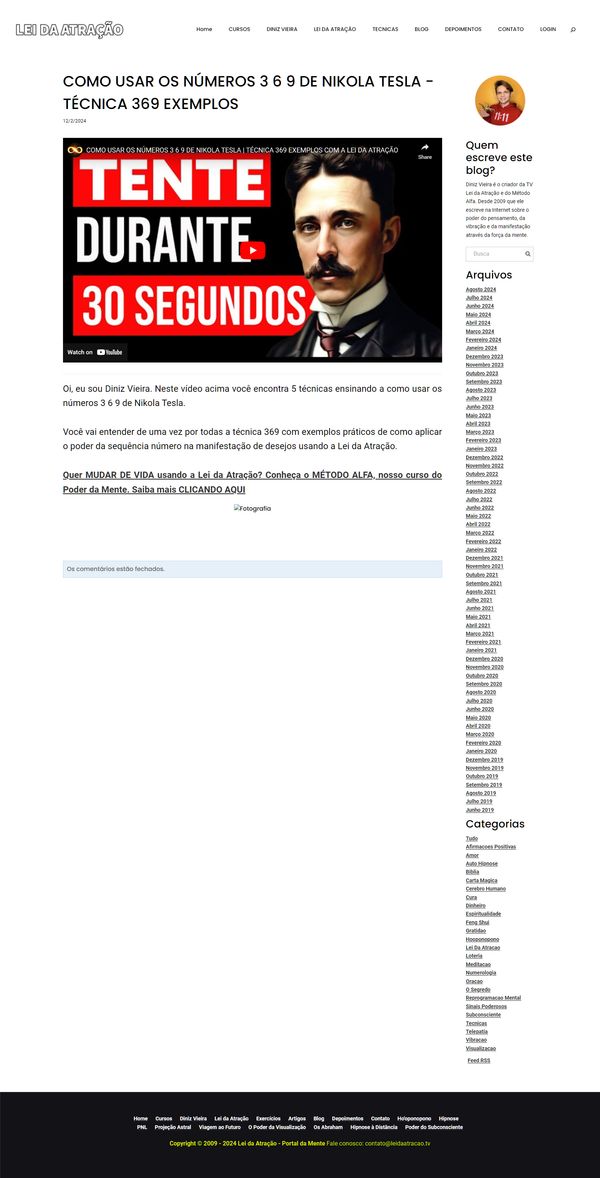 LEI DA ATRAÇÃO
Home CURSOS DINIZ VIEIRA LEI DA ATRAÇÃO TECNICAS BLOG DEPOIMENTOS CONTATO LOGIN
COMO USAR OS NÚMEROS 3 6 9 DE NIKOLA TESLA -
TÉCNICA 369 EXEMPLOS
12/2/2024
COMO USAR OS NÚMEROS 3 6 9 DE NIKOLA TESLA | TÉCNICA 369 EXEMPLOS COM A LEI DA ATRAÇÃO
Share
TENTE
DURANTE
30 SEGUNDOS
Watch on YouTube
Oi, eu sou Diniz Vieira. Neste vídeo acima você encontra 5 técnicas ensinando a como usar os
números 3 6 9 de Nikola Tesla.
Você vai entender de uma vez por todas a técnica 369 com exemplos práticos de como aplicar
o poder da sequência número na manifestação de desejos usando a Lei da Atração.
Quer MUDAR DE VIDA usando a Lei da Atração? Conheça o MÉTODO ALFA, nosso curso do
Poder da Mente. Saiba mais CLICANDO AQUI
Fotografia
Os comentários estão fechados.
11:11
Quem
escreve este
blog?
Diniz Vieira é o criador da TV
Lei da Atração e do Método
Alfa. Desde 2009 que ele
escreve na Internet sobre o
poder do pensamento, da
vibração e da manifestação
através da força da mente.
Busca
Arquivos
Agosto 2024
Julho 2024
Junho 2024
Maio 2024
Abril 2024
Março 2024
Fevereiro 2024
Janeiro 2024
Dezembro 2023
Novembro 2023
Outubro 2023
Setembro 2023
Agosto 2023
Julho 2023
Junho 2023
Maio 2023
Abril 2023
Março 2023
Fevereiro 2023
Janeiro 2023
Dezembro 2022
Novembro 2022
Outubro 2022
Setembro 2022
Agosto 2022
Julho 2022
Junho 2022
Maio 2022
Abril 2022
Março 2022
Fevereiro 2022
Janeiro 2022
Dezembro 2021
Novembro 2021
Outubro 2021
Setembro 2021
Agosto 2021
Julho 2021
Junho 2021
Maio 2021
Abril 2021
Março 2021
Fevereiro 2021
Janeiro 2021
Dezembro 2020
Novembro 2020
Outubro 2020
Setembro 2020
Agosto 2020
Julho 2020
Junho 2020
Maio 2020
Abril 2020
Março 2020
Fevereiro 2020
Janeiro 2020
Dezembro 2019
Novembro 2019
Outubro 2019
Setembro 2019
Agosto 2019
Julho 2019
Junho 2019
Categorias
Tudo
Afirmacoes Positivas
Amor
Auto Hipnose
Biblia
Carta Magica
Cerebro Humano
Cura
Dinheiro
Espiritualidade
Feng Shui
Gratidao
Hooponopono
Lei Da Atracao
Loteria
Meditacao
Numerologia
Oracao
O Segredo
Reprogramacao Mental
Sinais Poderosos
Subconsciente
Tecnicas
Telepatia
Vibracao
Visualizacao
Feed RSS
Home Cursos Diniz Vieira Lei da Atração Exercícios Artigos Blog Depoimentos Contato Ho'oponopono Hipnose
PNL Projeção Astral Viagem ao Futuro O Poder da Visualização Os Abraham Hipnose à Distância Poder do Subconsciente
Copyright © 2009 - 2024 Lei da Atração - Portal da Mente Fale conosco: contato@leidaatracao.tv